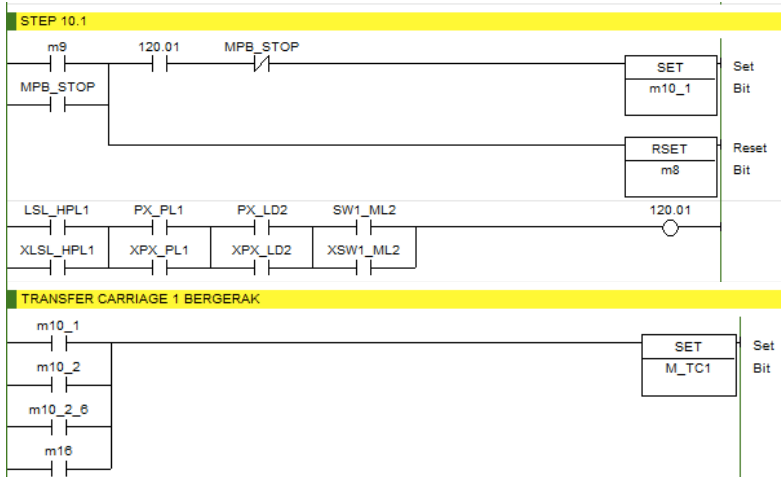 STEP 10.1
m9 120.01 MPB_STOP
SET Set
MPB_STOP m10_1 Bit
RSET Reset
m8 Bit
LSL_HPL1 PX_PL1 PX_LD2 SW1_ML2 120.01
XLSL_HPL1 XPX_PL1 XPX_LD2 XSW1_ML2
TRANSFER CARRIAGE 1 BERGERAK
m10_1
SET Set
m10_2 M_TC1 Bit
m10_2_6
m16